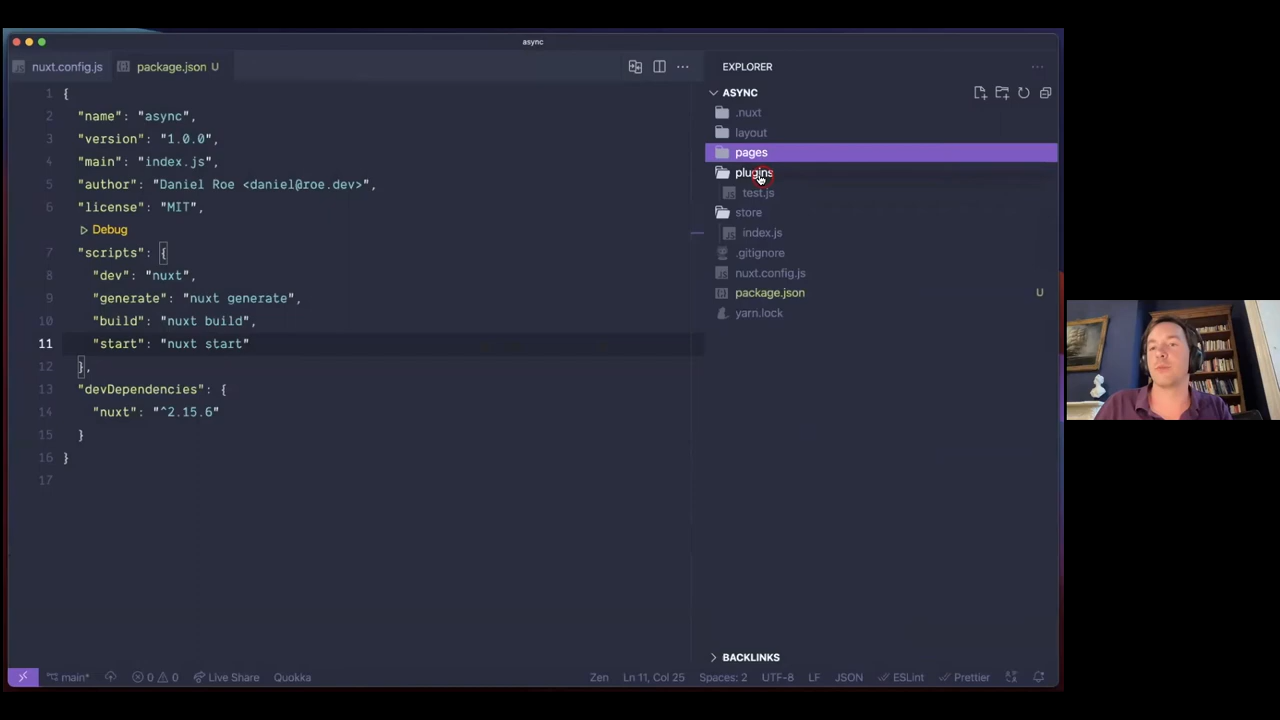 async
nuxt.config.js
package.json U
1 {
2 "name": "async",
3 "version": "1.0.0",
4 "main": "index.js",
5 "author": "Daniel Roe <daniel@roe.dev>",
6 "license": "MIT",
Debug
7 "scripts": {
8 "dev": "nuxt",
9 "generate": "nuxt generate",
10 "build": "nuxt build",
11 "start": "nuxt start"
12 },
13 "devDependencies": {
14 "nuxt": "^2.15.6"
15 }
16 }
17
EXPLORER
ASYNC
.nuxt
layout
pages
plugins
test.js
store
index.js
.gitignore
nuxt.config.js
package.json U
yarn.lock
BACKLINKS
main* 0 0 Live Share Quokka Zen Ln 11, Col 25 Spaces: 2 UTF-8 LF JSON ESLint Prettier